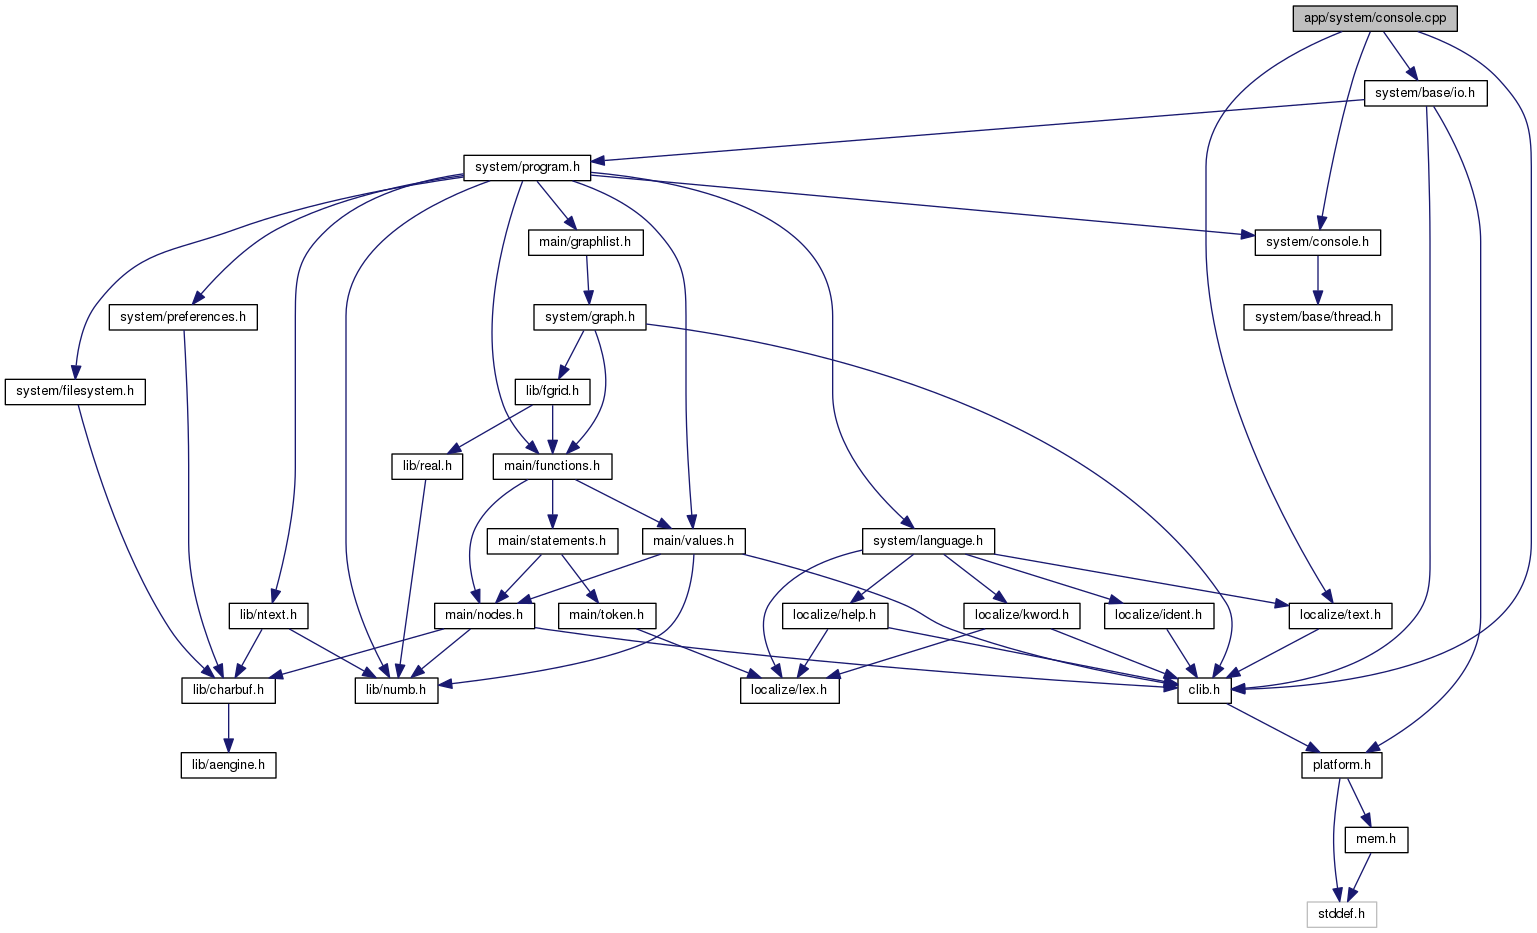 app/system/console.cpp
system/base/io.h
system/program.h
main/graphlist.h
system/console.h
system/preferences.h
system/graph.h
system/base/thread.h
system/filesystem.h
lib/fgrid.h
lib/real.h
main/functions.h
main/statements.h
main/values.h
system/language.h
lib/ntext.h
main/nodes.h
main/token.h
localize/help.h
localize/kword.h
localize/ident.h
localize/text.h
lib/charbuf.h
lib/numb.h
localize/lex.h
clib.h
lib/aengine.h
platform.h
mem.h
stddef.h